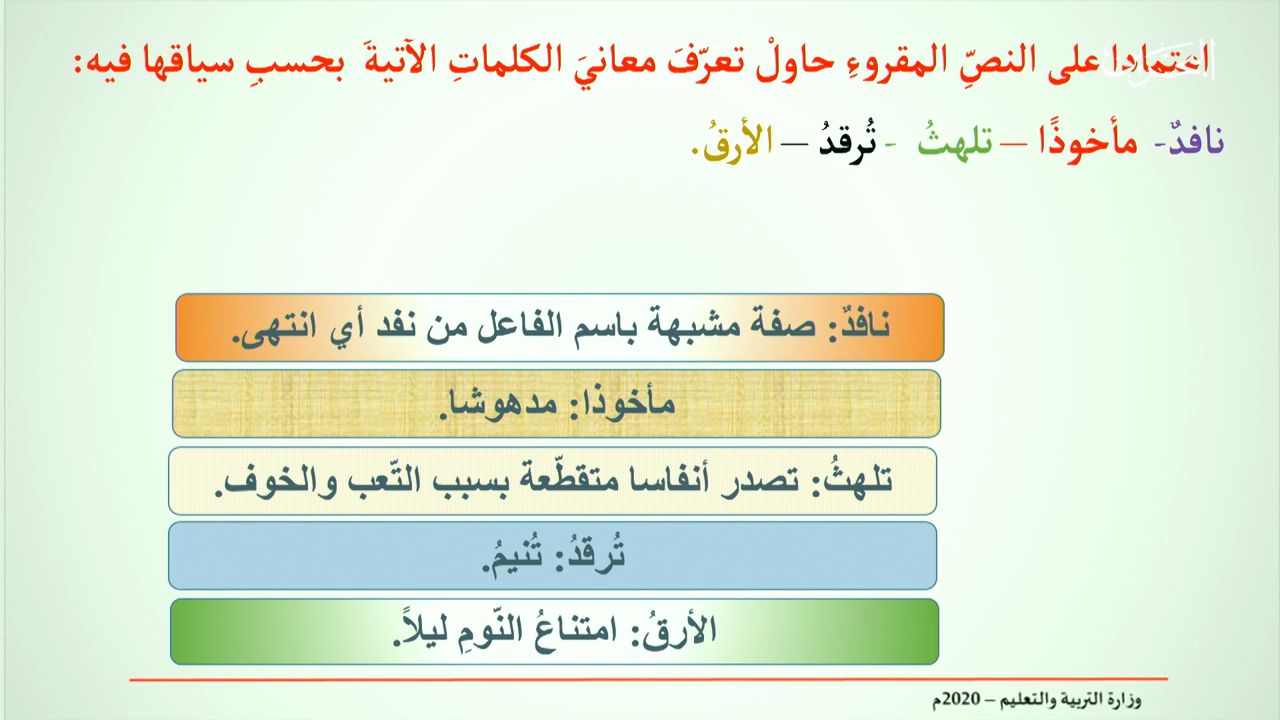 اعتمادا على النصِّ المقروءِ حاولْ تعرّفَ معانيَ الكلماتِ الآتيةَ بحسبِ سياقها فيه:
نافدٌ- مأخوذًا – تلهثُ - تُرقدُ – الأرقُ.
نافدٌ: صفة مشبهة باسم الفاعل من نفد أي انتهى.
مأخوذا: مدهوشا.
تلهثُ: تصدر أنفاسا متقطّعة بسبب التّعب والخوف.
تُرقدُ: تُنيمُ.
الأرقُ: امتناعُ النّومِ ليلاً.
وزارة التربية والتعليم – 2020م